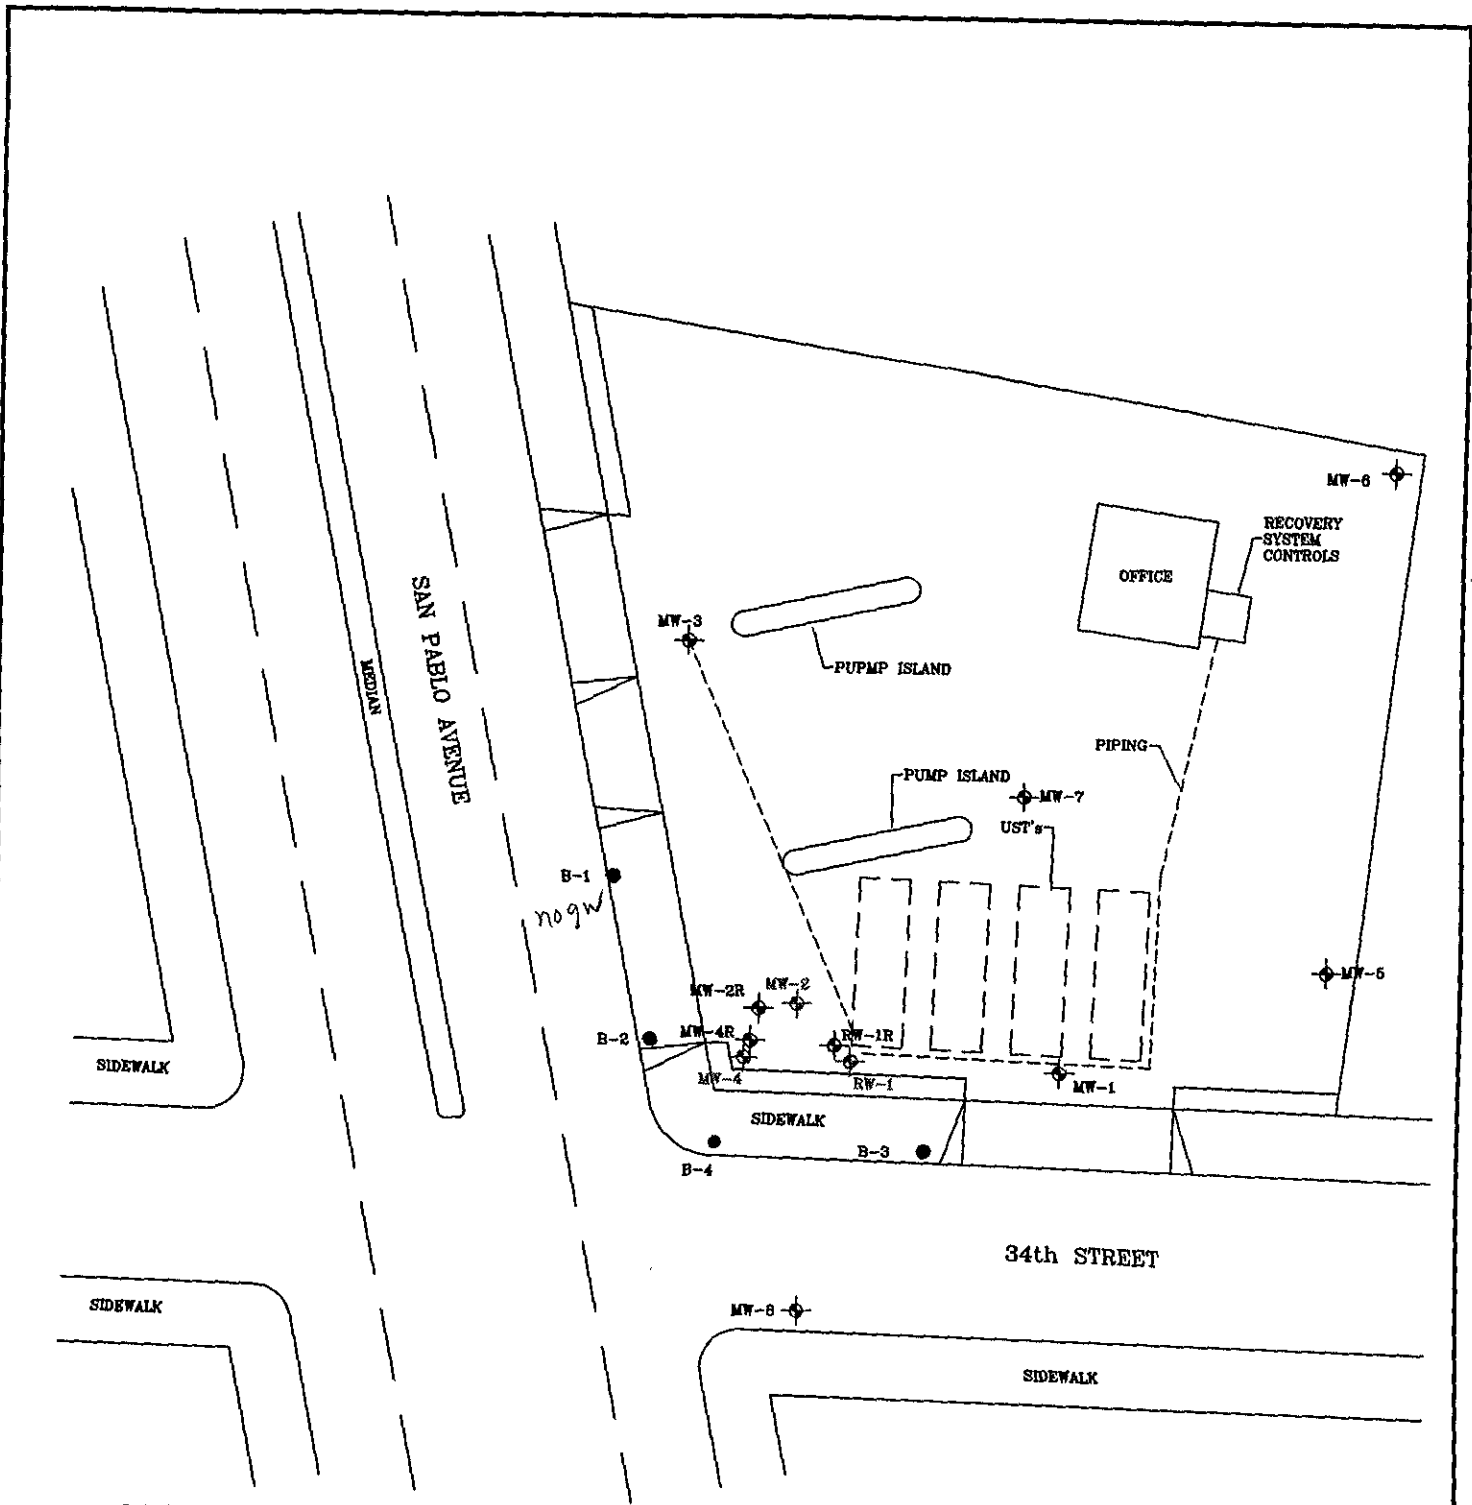 MW-6
RECOVERY
SYSTEM
CONTROLS
OFFICE
MW-3
PUPMP ISLAND
SAN PABLO AVENUE
MEDIAN
PIPING
PUMP ISLAND
MW-7
UST's
B-1
no gw
MW-5
MW-2R
MW-2
B-2
MW-4R
RW-1R
SIDEWALK
MW-4
RW-1
MW-1
SIDEWALK
B-3
B-4
34th STREET
SIDEWALK
MW-8
SIDEWALK